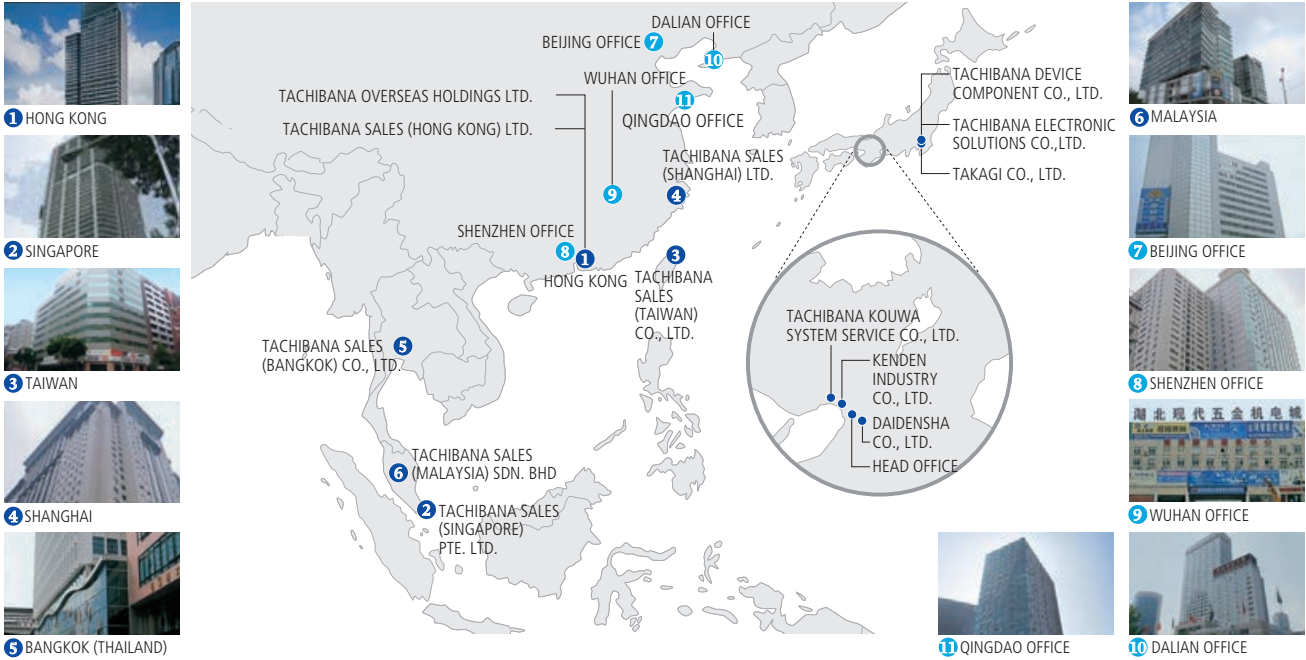 1 HONG KONG
2 SINGAPORE
3 TAIWAN
4 SHANGHAI
5 BANGKOK (THAILAND)
DALIAN OFFICE
10
BEIJING OFFICE 7
WUHAN OFFICE
9
11
QINGDAO OFFICE
TACHIBANA OVERSEAS HOLDINGS LTD.
TACHIBANA SALES (HONG KONG) LTD.
TACHIBANA SALES
(SHANGHAI) LTD.
4
SHENZHEN OFFICE
8
1
HONG KONG
3
TACHIBANA
SALES
(TAIWAN)
CO., LTD.
TACHIBANA SALES
(BANGKOK) CO., LTD.
5
TACHIBANA SALES
(MALAYSIA) SDN. BHD
6
2
TACHIBANA SALES
(SINGAPORE)
PTE. LTD.
TACHIBANA DEVICE
COMPONENT CO., LTD.
TACHIBANA ELECTRONIC
SOLUTIONS CO.,LTD.
TAKAGI CO., LTD.
TACHIBANA KOUWA
SYSTEM SERVICE CO., LTD.
KENDEN
INDUSTRY
CO., LTD.
DAIDENSHA
CO., LTD.
HEAD OFFICE
6 MALAYSIA
7 BEIJING OFFICE
8 SHENZHEN OFFICE
湖北现代五金机电城
9 WUHAN OFFICE
11 QINGDAO OFFICE
10 DALIAN OFFICE